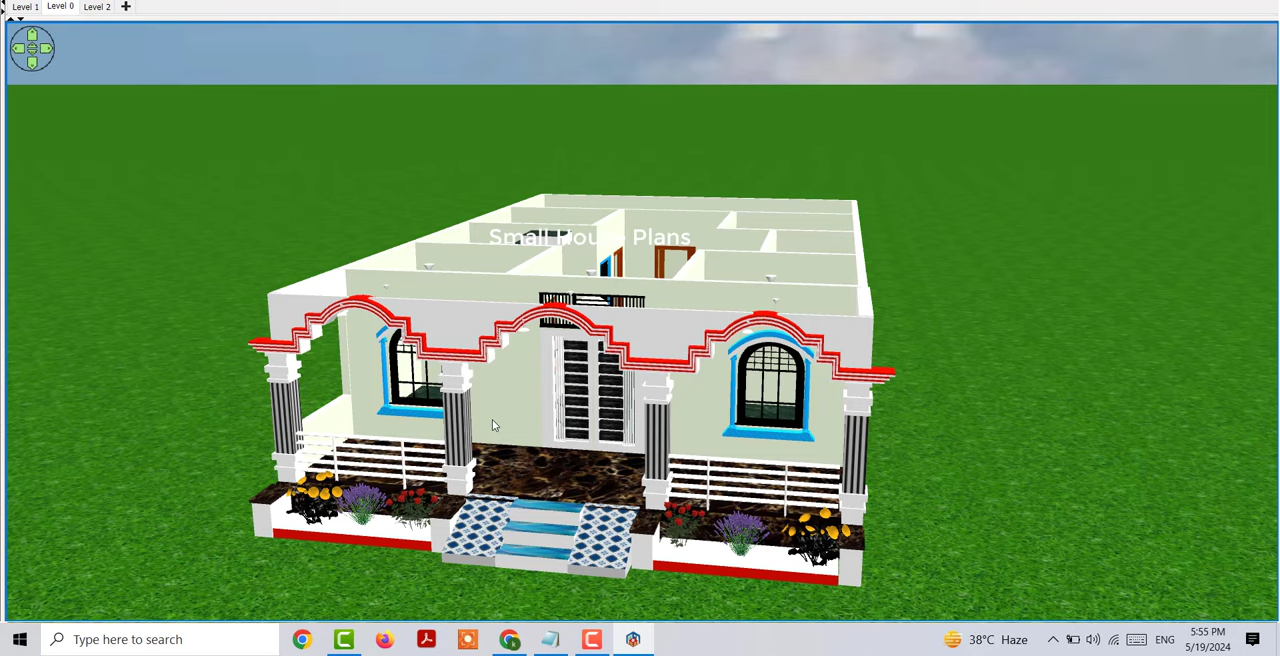 Level 1 Level 0 Level 2
Small House Plans
Type here to search
38°C Haze
ENG
5:55 PM
5/19/2024